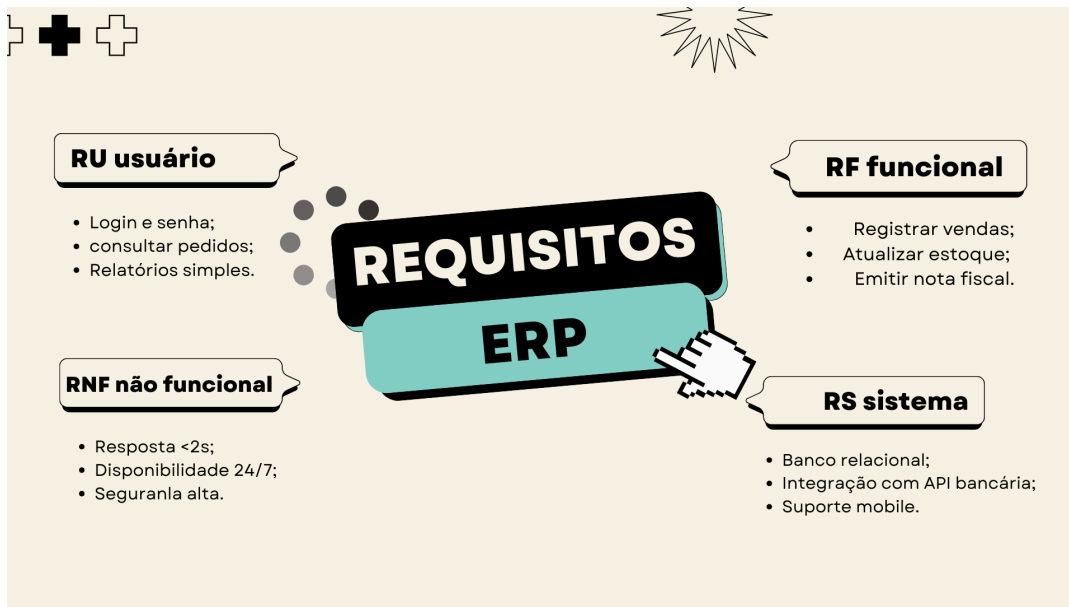 RU usuário
• Login e senha;
• consultar pedidos;
• Relatórios simples.
RF funcional
• Registrar vendas;
• Atualizar estoque;
• Emitir nota fiscal.
REQUISITOS
ERP
RNF não funcional
• Resposta <2s;
• Disponibilidade 24/7;
• Seguranla alta.
RS sistema
• Banco relacional;
• Integração com API bancária;
• Suporte mobile.